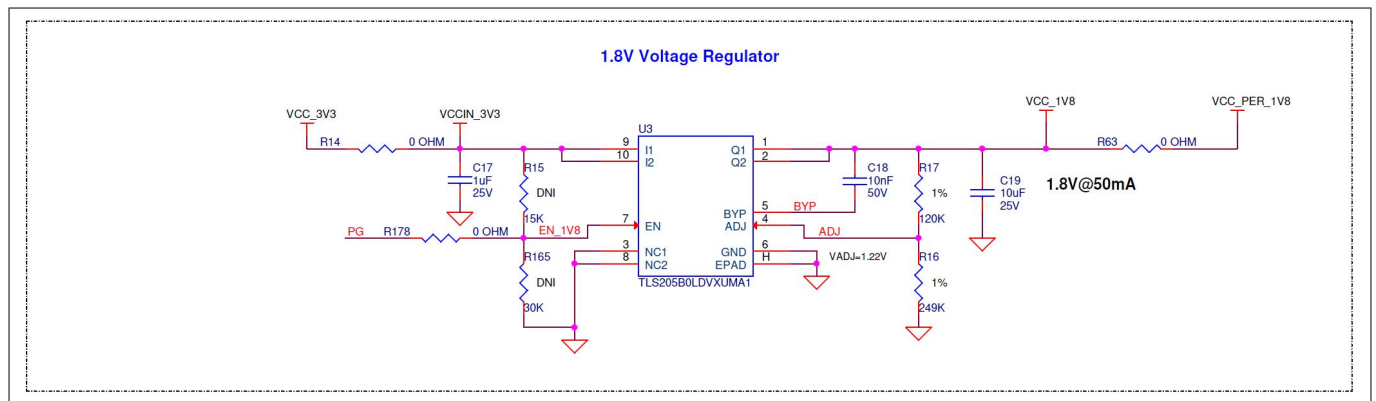 1.8V Voltage Regulator
VCC_3V3
VCCIN_3V3
VCC_1V8
VCC_PER_1V8
R14
0 OHM
C17
1uF
25V
R15
DNI
15K
PG
R178
0 OHM
EN_1V8
R165
DNI
30K
U3
9
I1
10
I2
7
EN
3
NC1
8
NC2
Q1
1
Q2
2
BYP
5
BYP
ADJ
4
ADJ
GND
6
EPAD
H
TLS205B0LDVXUMA1
VADJ=1.22V
C18
10nF
50V
R17
1%
120K
R16
1%
249K
C19
10uF
25V
1.8V@50mA
R63
0 OHM